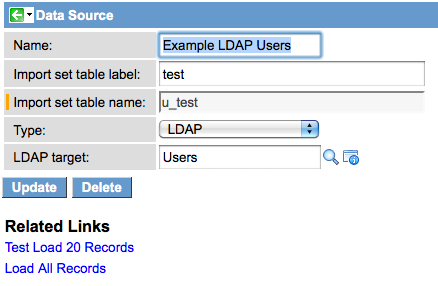 Data Source
Name: Example LDAP Users
Import set table label: test
Import set table name: u_test
Type: LDAP
LDAP target: Users
Update Delete
Related Links
Test Load 20 Records
Load All Records